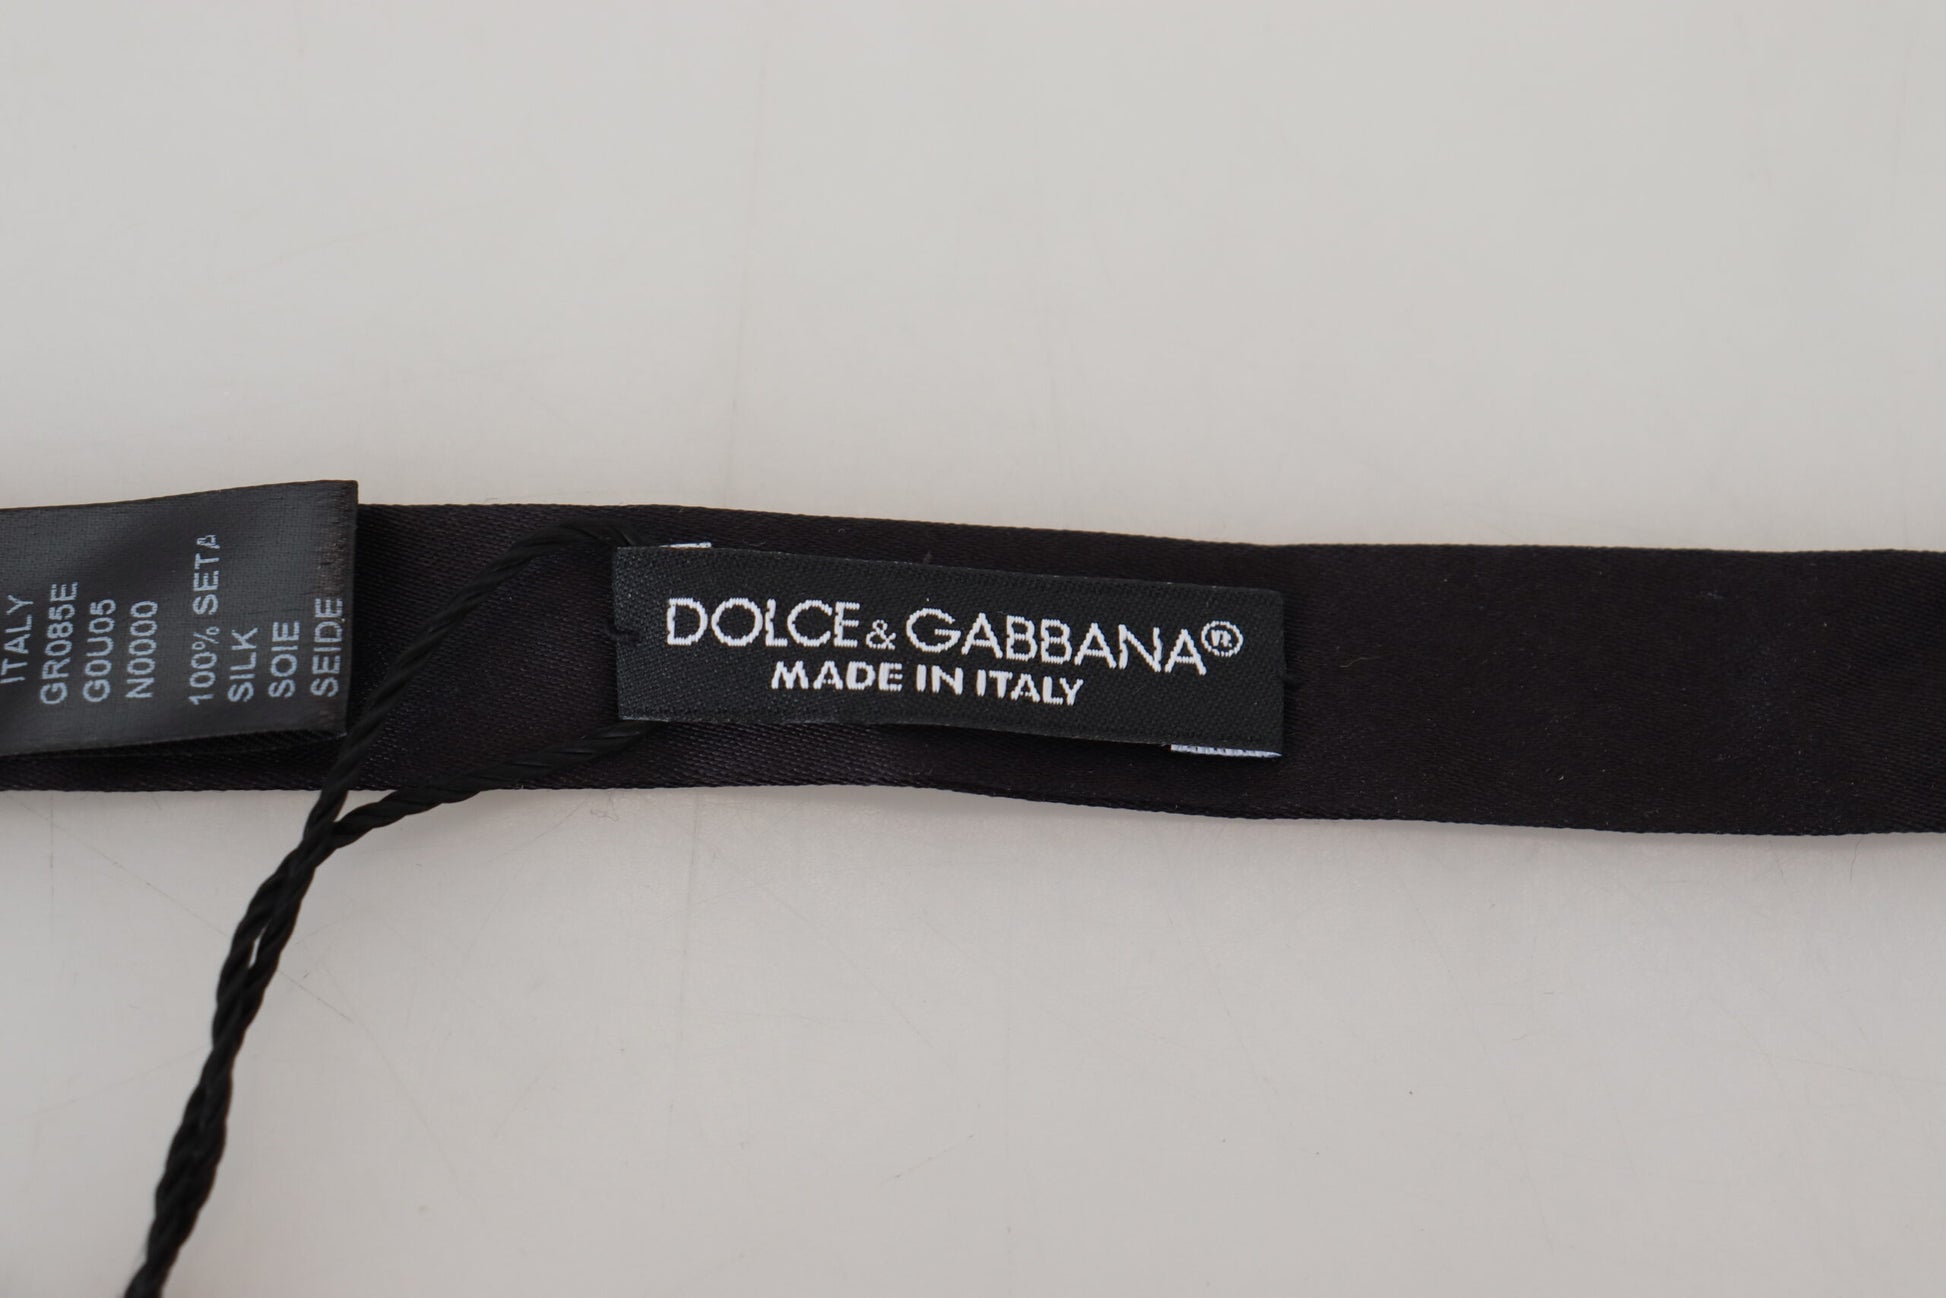 ITALY
GR085E
G0U05
N0000
100% SETA
SILK
SOIE
SEIDE
DOLCE&GABBANA®
MADE IN ITALY